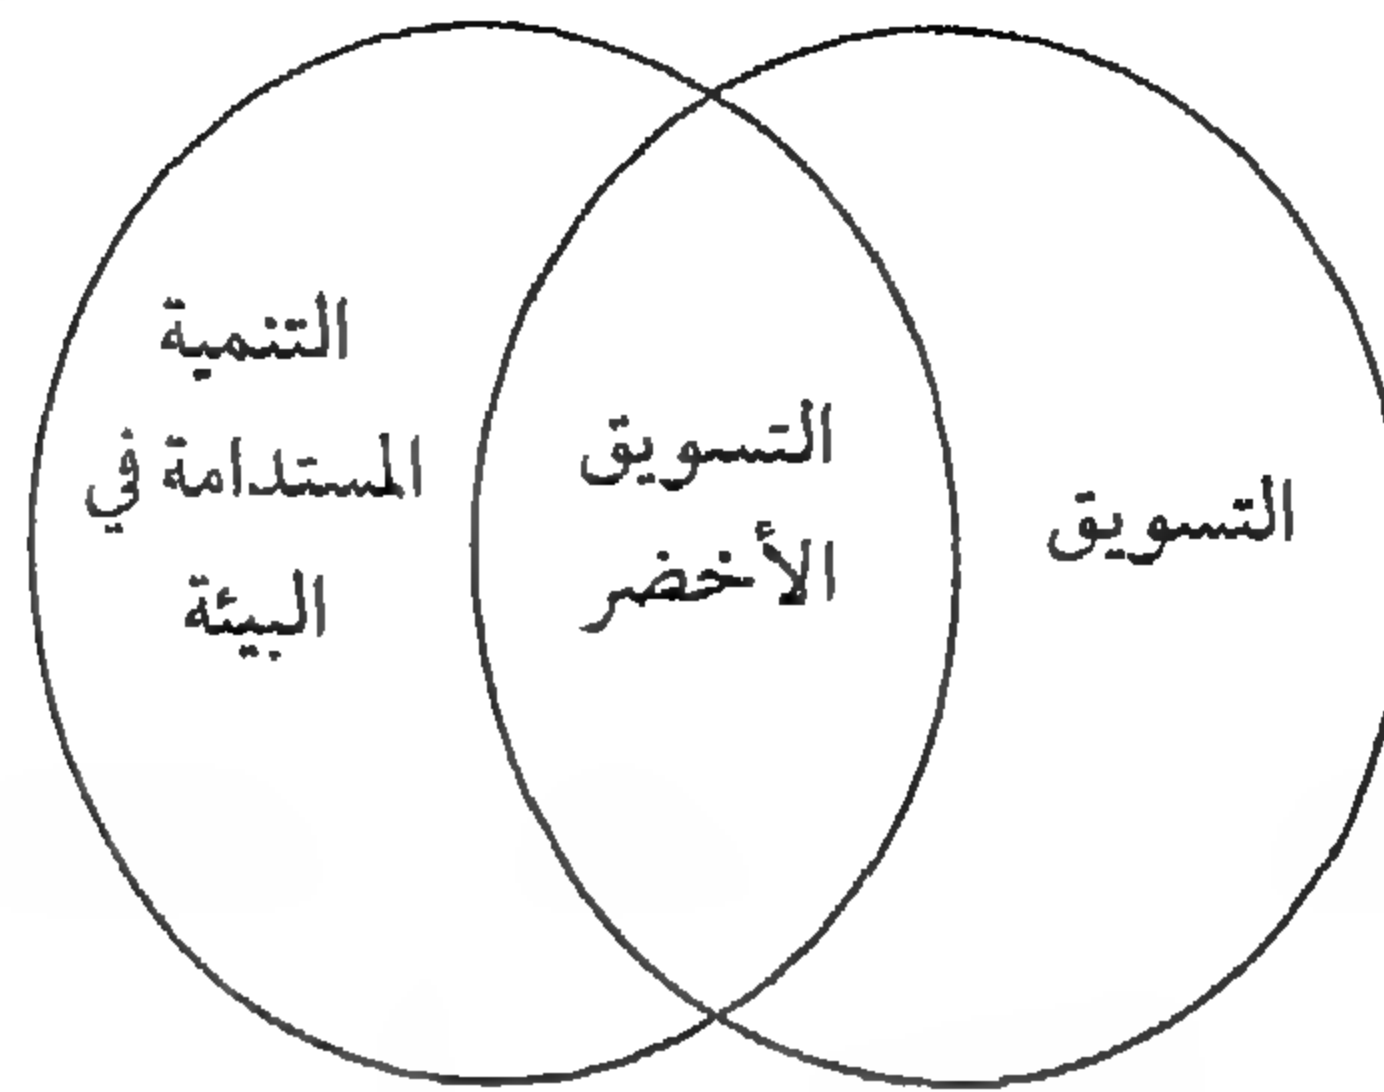 التسويق
التسويق
الأخضر
التنمية
المستدامة في
البيئة